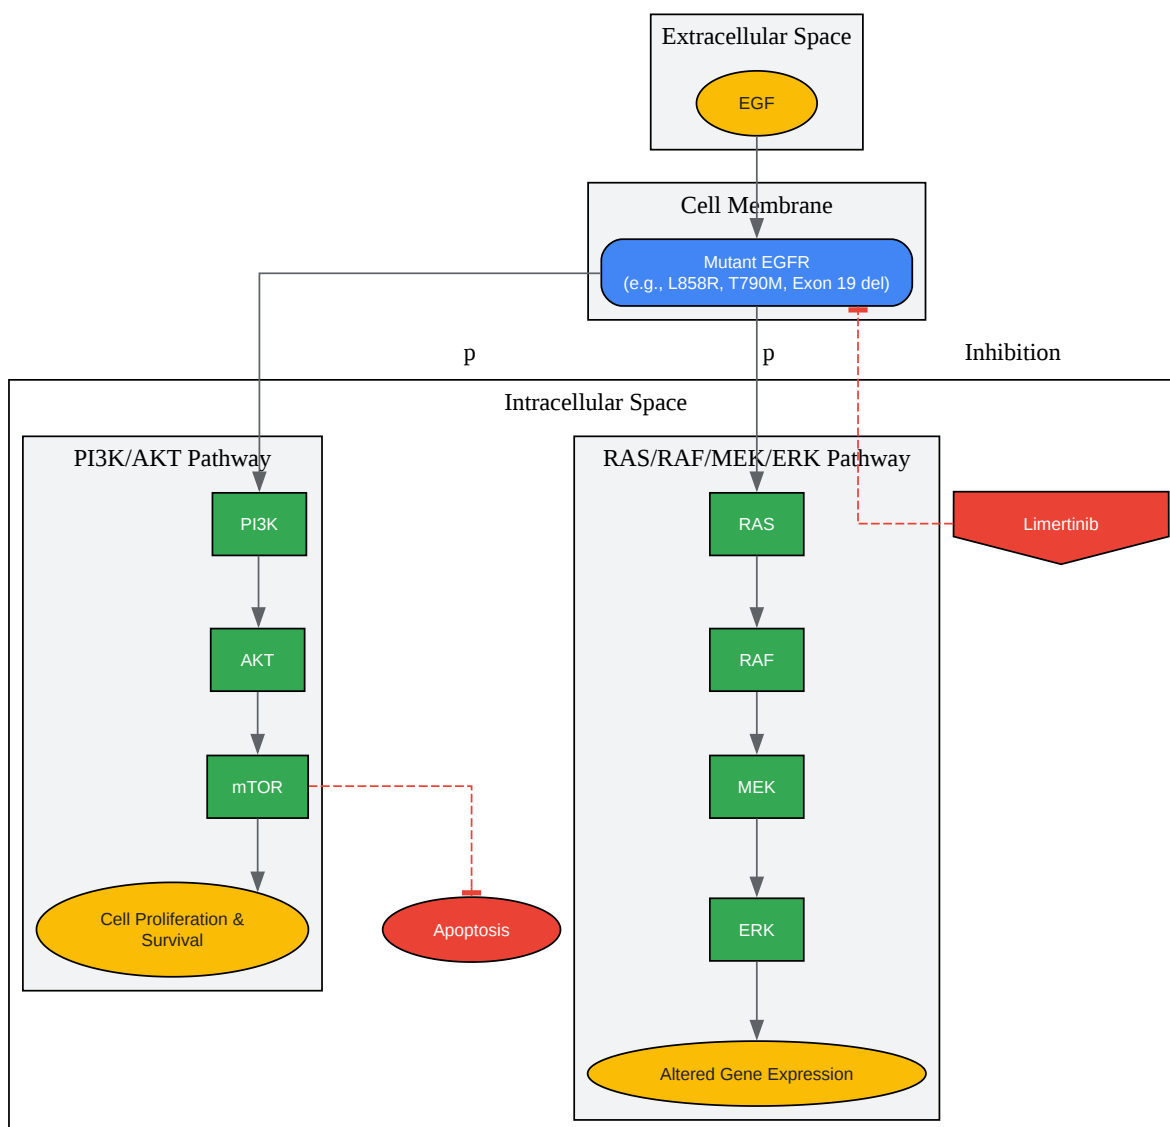 Extracellular Space
EGF
Cell Membrane
Mutant EGFR
(e.g., L858R, T790M, Exon 19 del)
p
p
Inhibition
Intracellular Space
PI3K/AKT Pathway
RAS/RAF/MEK/ERK Pathway
PI3K
RAS
Limertinib
AKT
RAF
mTOR
MEK
Cell Proliferation &
Survival
Apoptosis
ERK
Altered Gene Expression